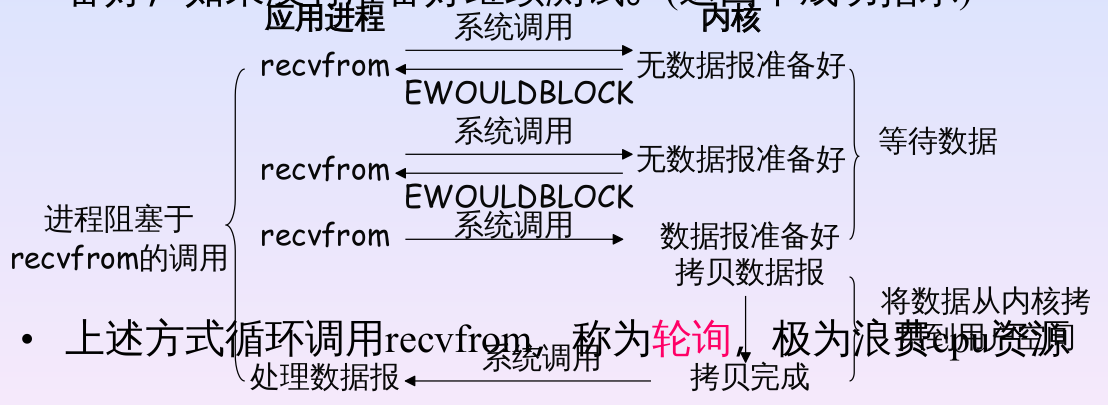 应用进程 系统调用 内核
recvfrom 无数据报准备好
EWOULDBLOCK
系统调用
等待数据
recvfrom 无数据报准备好
EWOULDBLOCK
进程阻塞于
系统调用
recvfrom 数据报准备好
recvfrom的调用
拷贝数据报
将数据从内核拷
• 上述方式循环调用recvfrom, 称为轮询, 极为浪费cpu资源
贝到用户空间
系统调用
处理数据报 拷贝完成